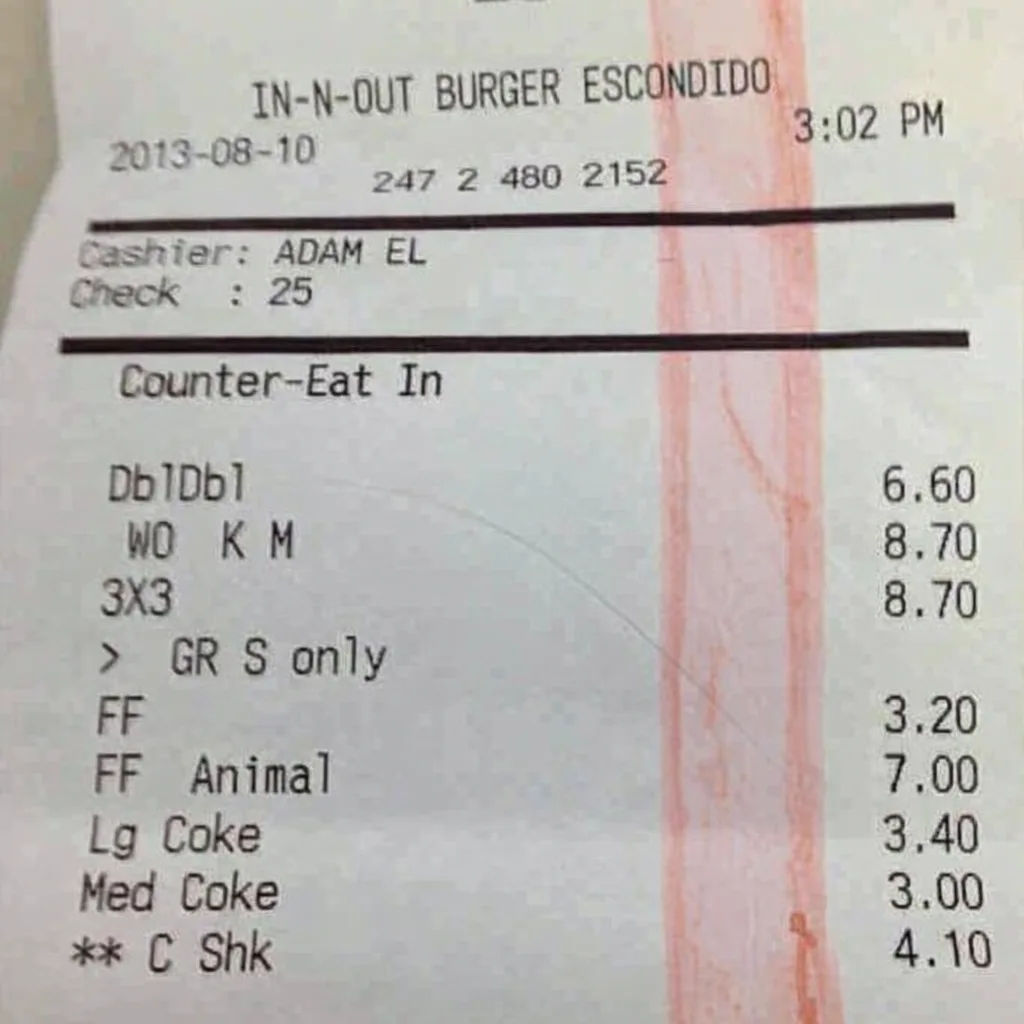 IN-N-OUT BURGER ESCONDIDO
2013-08-10 3:02 PM
247 2 480 2152
Cashier: ADAM EL
Check : 25
Counter-Eat In
DblDbl 6.60
WO K M 8.70
3X3 8.70
> GR S only
FF 3.20
FF Animal 7.00
Lg Coke 3.40
Med Coke 3.00
** C Shk 4.10